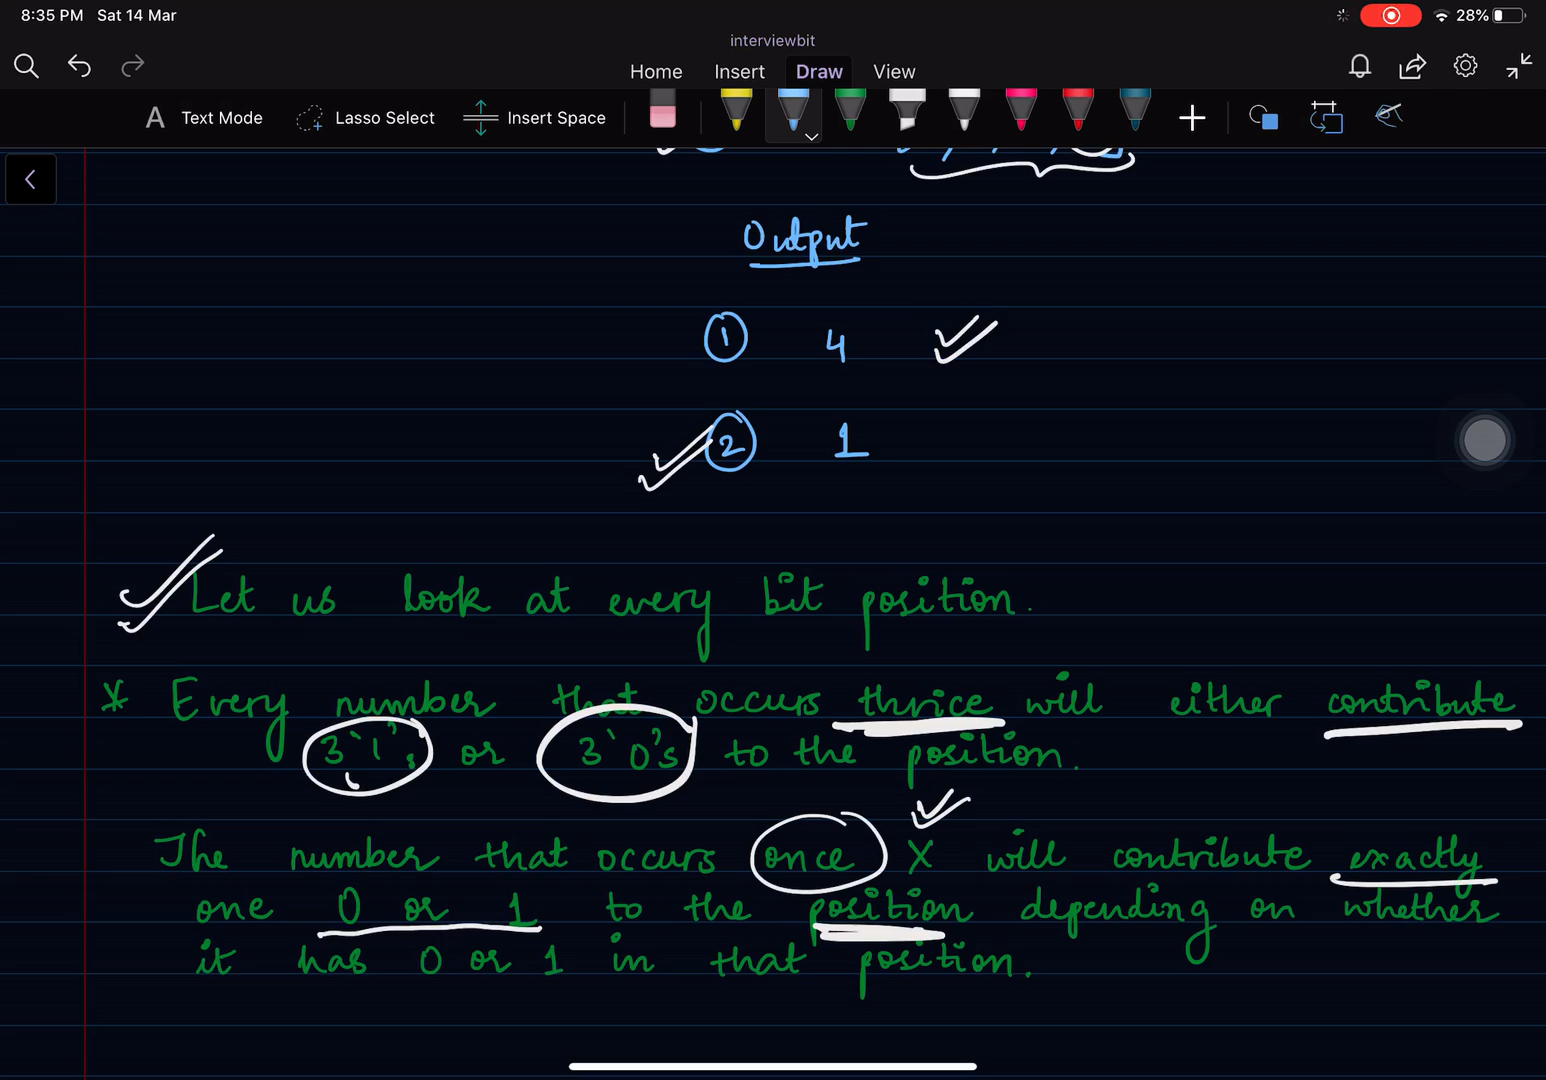 8:35 PM Sat 14 Mar
28%
interviewbit
Home Insert Draw View
Text Mode Lasso Select Insert Space
Output
1 4
2 1
Let us look at every bit position.
* Every number that occurs thrice will either contribute
3 '1's or 3 '0's to the position.
The number that occurs once X will contribute exactly
one 0 or 1 to the position depending on whether
it has 0 or 1 in that position.